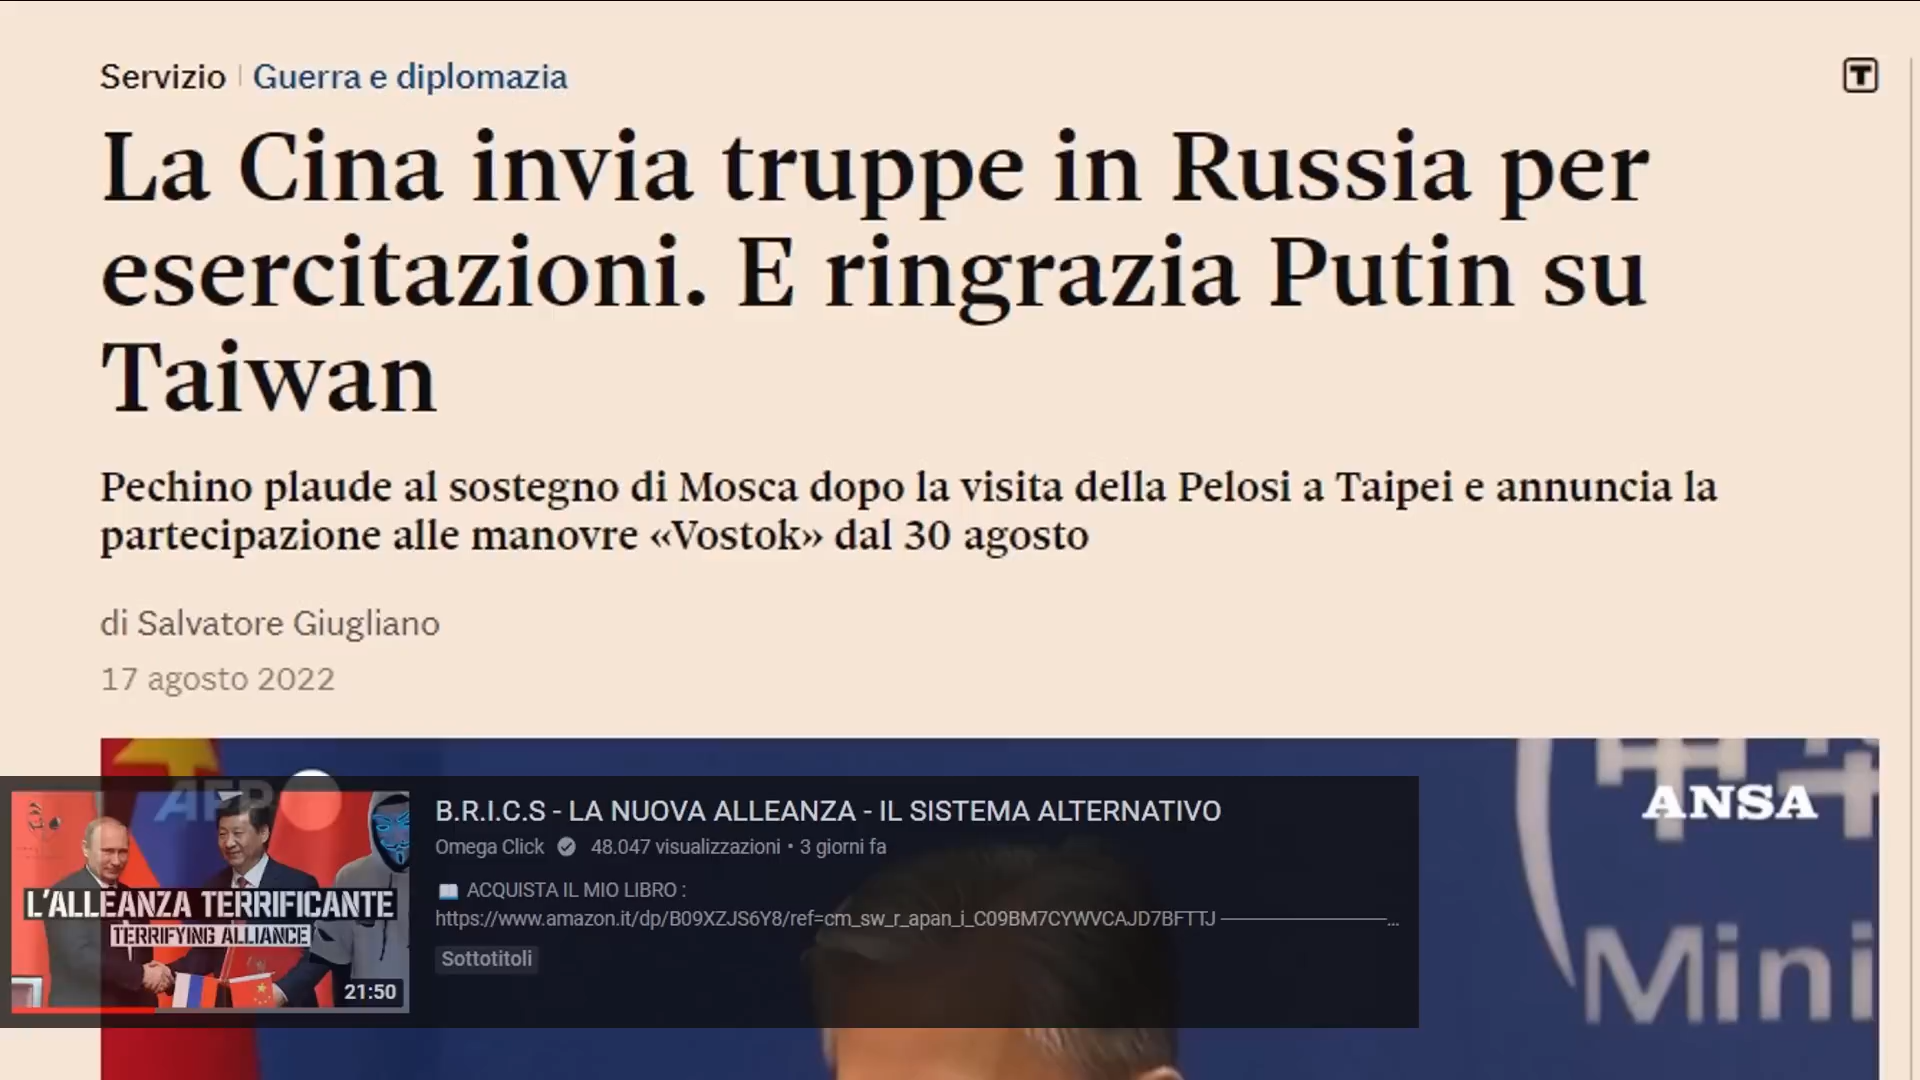 Servizio | Guerra e diplomazia
T
La Cina invia truppe in Russia per
esercitazioni. E ringrazia Putin su
Taiwan
Pechino plaude al sostegno di Mosca dopo la visita della Pelosi a Taipei e annuncia la
partecipazione alle manovre «Vostok» dal 30 agosto
di Salvatore Giugliano
17 agosto 2022
AFP
ANSA
Mini
L'ALLEANZA TERRIFICANTE
TERRIFYING ALLIANCE
21:50
B.R.I.C.S - LA NUOVA ALLEANZA - IL SISTEMA ALTERNATIVO
Omega Click 48.047 visualizzazioni • 3 giorni fa
ACQUISTA IL MIO LIBRO :
https://www.amazon.it/dp/B09XZJS6Y8/ref=cm_sw_r_apan_i_C09BM7CYWVCAJD7BFTTJ ——————————...
Sottotitoli